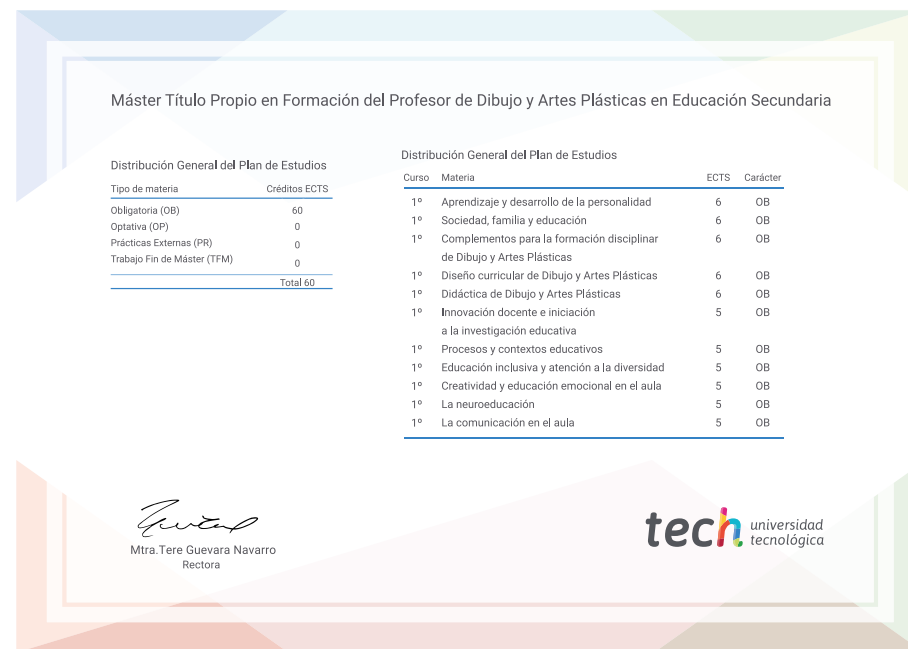 Máster Título Propio en Formación del Profesor de Dibujo y Artes Plásticas en Educación Secundaria
Distribución General del Plan de Estudios
Tipo de materia Créditos ECTS
Obligatoria (OB) 60
Optativa (OP) 0
Prácticas Externas (PR) 0
Trabajo Fin de Máster (TFM) 0
Total 60
Distribución General del Plan de Estudios
Curso Materia ECTS Carácter
1º Aprendizaje y desarrollo de la personalidad 6 OB
1º Sociedad, familia y educación 6 OB
1º Complementos para la formación disciplinar 6 OB
de Dibujo y Artes Plásticas
1º Diseño curricular de Dibujo y Artes Plásticas 6 OB
1º Didáctica de Dibujo y Artes Plásticas 6 OB
1º Innovación docente e iniciación 5 OB
a la investigación educativa
1º Procesos y contextos educativos 5 OB
1º Educación inclusiva y atención a la diversidad 5 OB
1º Creatividad y educación emocional en el aula 5 OB
1º La neuroeducación 5 OB
1º La comunicación en el aula 5 OB
Mtra.Tere Guevara Navarro
Rectora
tech universidad
tecnológica